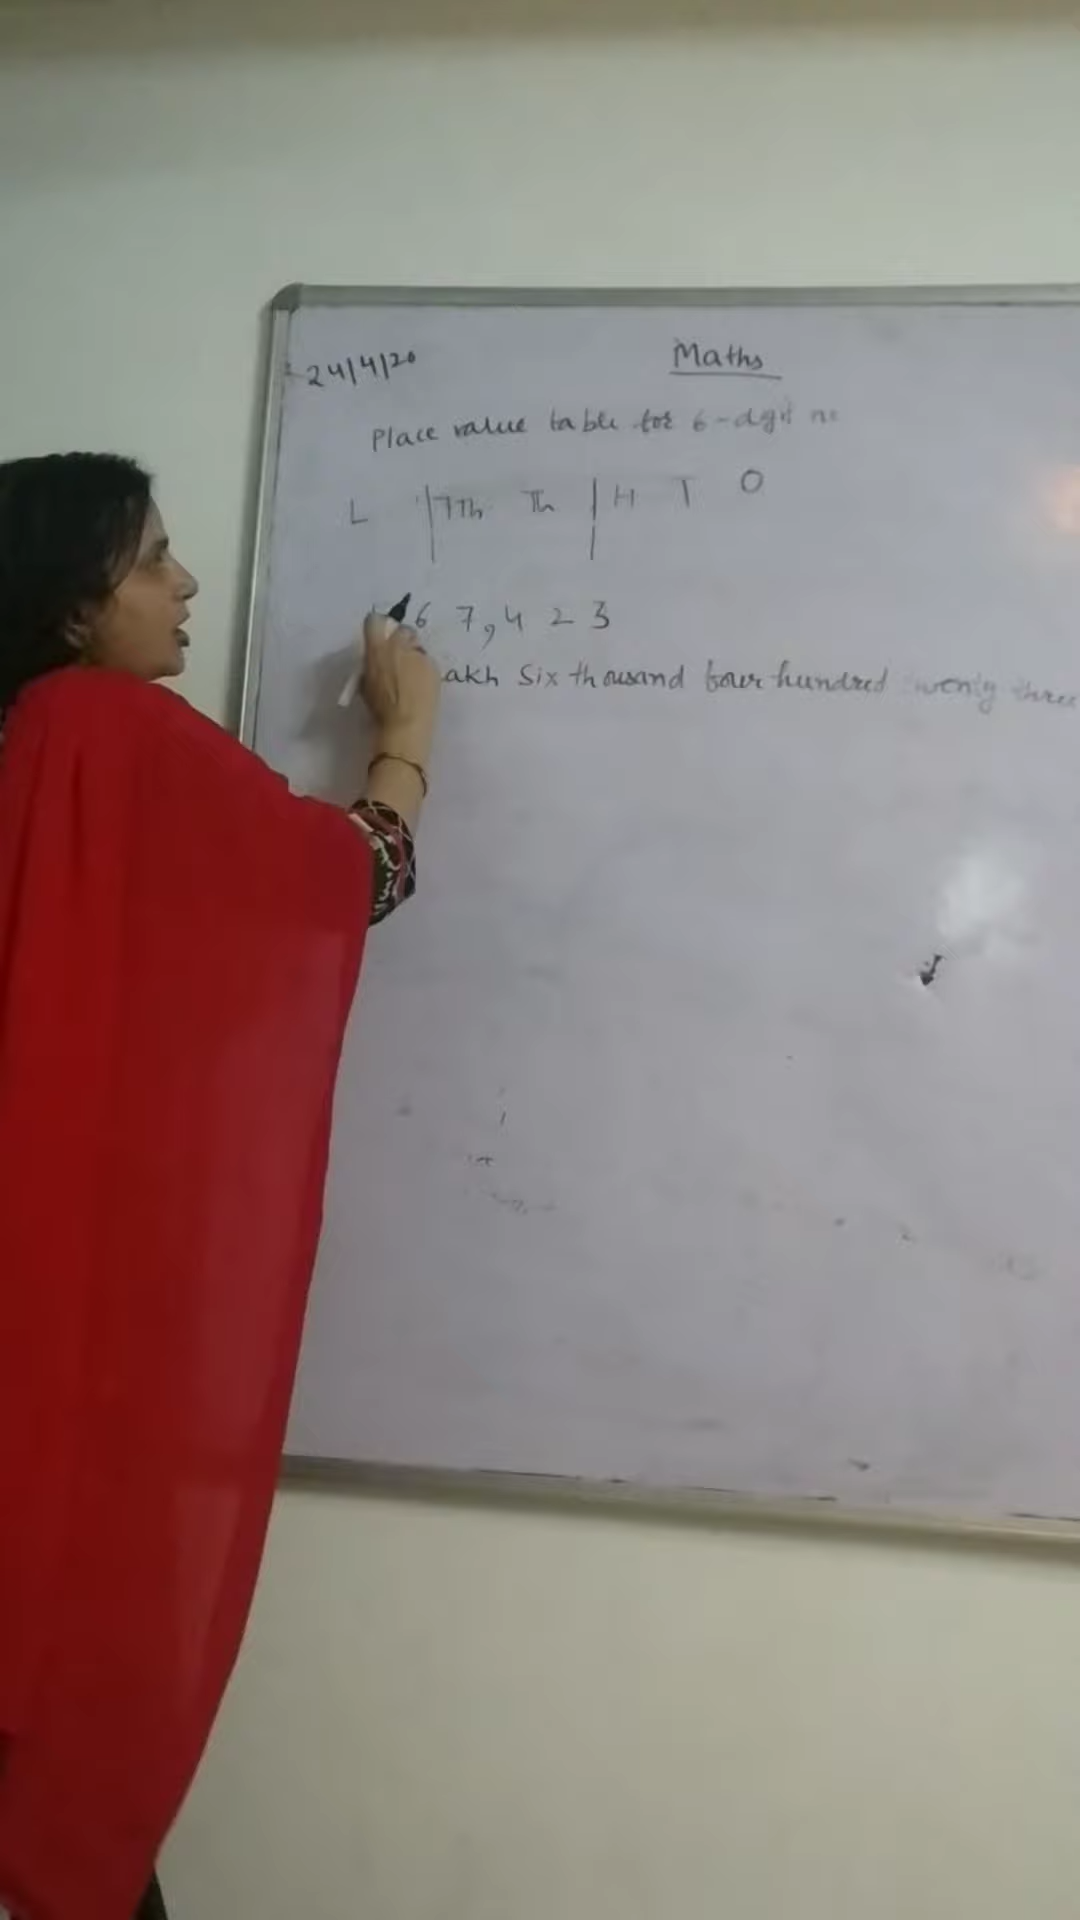 24/4/20
Maths
Place value table for 6-dgit no
L TTh Th H T O
6 7,4 2 3
akh Six thousand four hundred twenty three